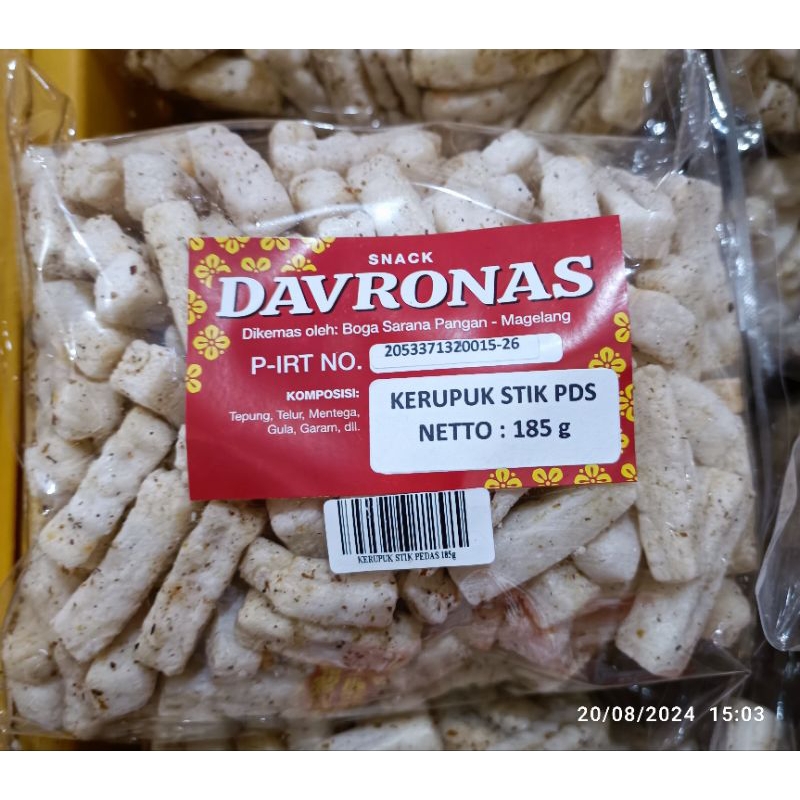 SNACK
DAVRONAS
Dikemas oleh: Boga Sarana Pangan - Magelang
P-IRT NO. 2053371320015-26
KOMPOSISI:
Tepung, Telur, Mentega,
Gula, Garam, dll.
KERUPUK STIK PDS
NETTO : 185 g
KERUPUK STIK PEDAS 185g
20/08/2024 15:03